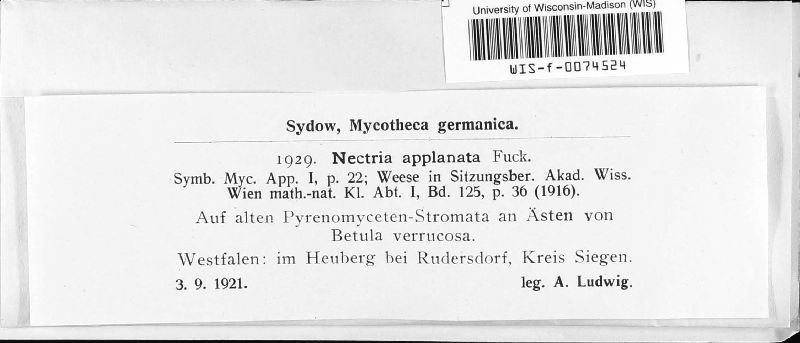 University of Wisconsin-Madison (WIS)
WIS-f-0074524
Sydow, Mycotheca germanica.
1929. Nectria applanata Fuck.
Symb. Myc. App. I, p. 22; Weese in Sitzungsber. Akad. Wiss.
Wien math.-nat. Kl. Abt. I, Bd. 125, p. 36 (1916).
Auf alten Pyrenomyceten-Stromata an Ästen von
Betula verrucosa.
Westfalen: im Heuberg bei Rudersdorf, Kreis Siegen.
3. 9. 1921. leg. A. Ludwig.